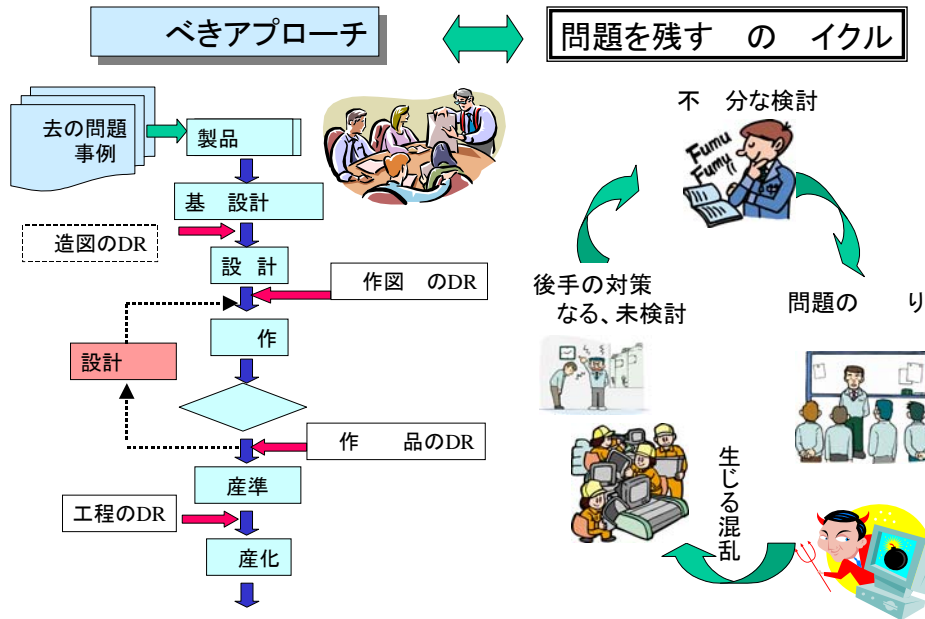 べきアプローチ
問題を残す の イクル
去の問題
事例
製品
基 設計
造図のDR
設 計
作図 のDR
作
設計
作 品のDR
産準
工程のDR
産化
不 分な検討
Fumu
Fumu
後手の対策
なる、未検討
問題の り
生じる混乱